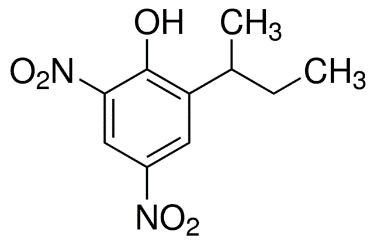 OH CH₃
O₂N CH₃
NO₂